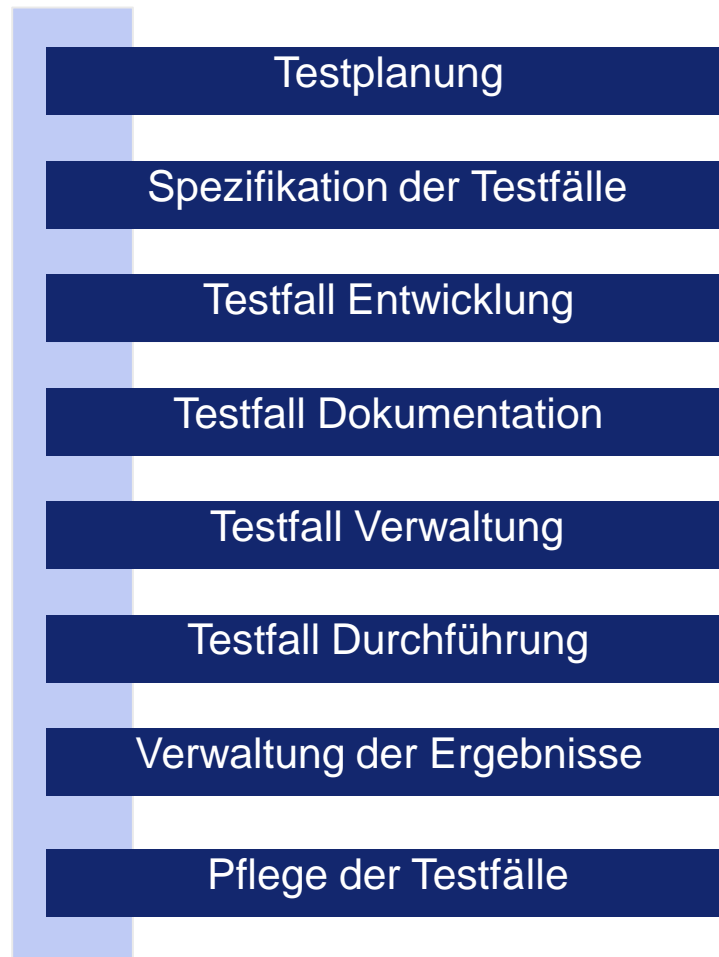 Testplanung
Spezifikation der Testfälle
Testfall Entwicklung
Testfall Dokumentation
Testfall Verwaltung
Testfall Durchführung
Verwaltung der Ergebnisse
Pflege der Testfälle